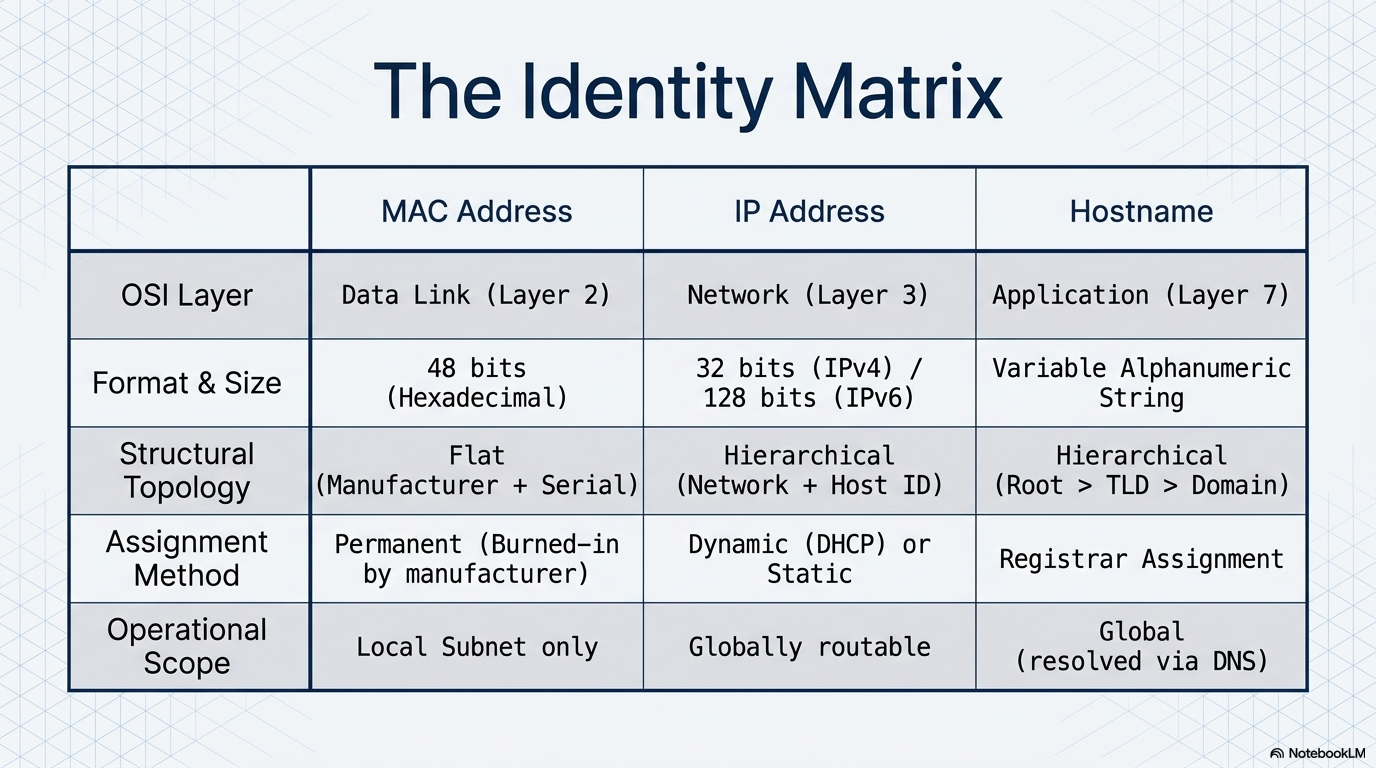 The Identity Matrix
MAC Address
IP Address
Hostname
OSI Layer
Data Link (Layer 2)
Network (Layer 3)
Application (Layer 7)
Format & Size
48 bits
(Hexadecimal)
32 bits (IPv4) /
128 bits (IPv6)
Variable Alphanumeric
String
Structural
Topology
Flat
(Manufacturer + Serial)
Hierarchical
(Network + Host ID)
Hierarchical
(Root > TLD > Domain)
Assignment
Method
Permanent (Burned-in
by manufacturer)
Dynamic (DHCP) or
Static
Registrar Assignment
Operational
Scope
Local Subnet only
Globally routable
Global
(resolved via DNS)
NotebookLM